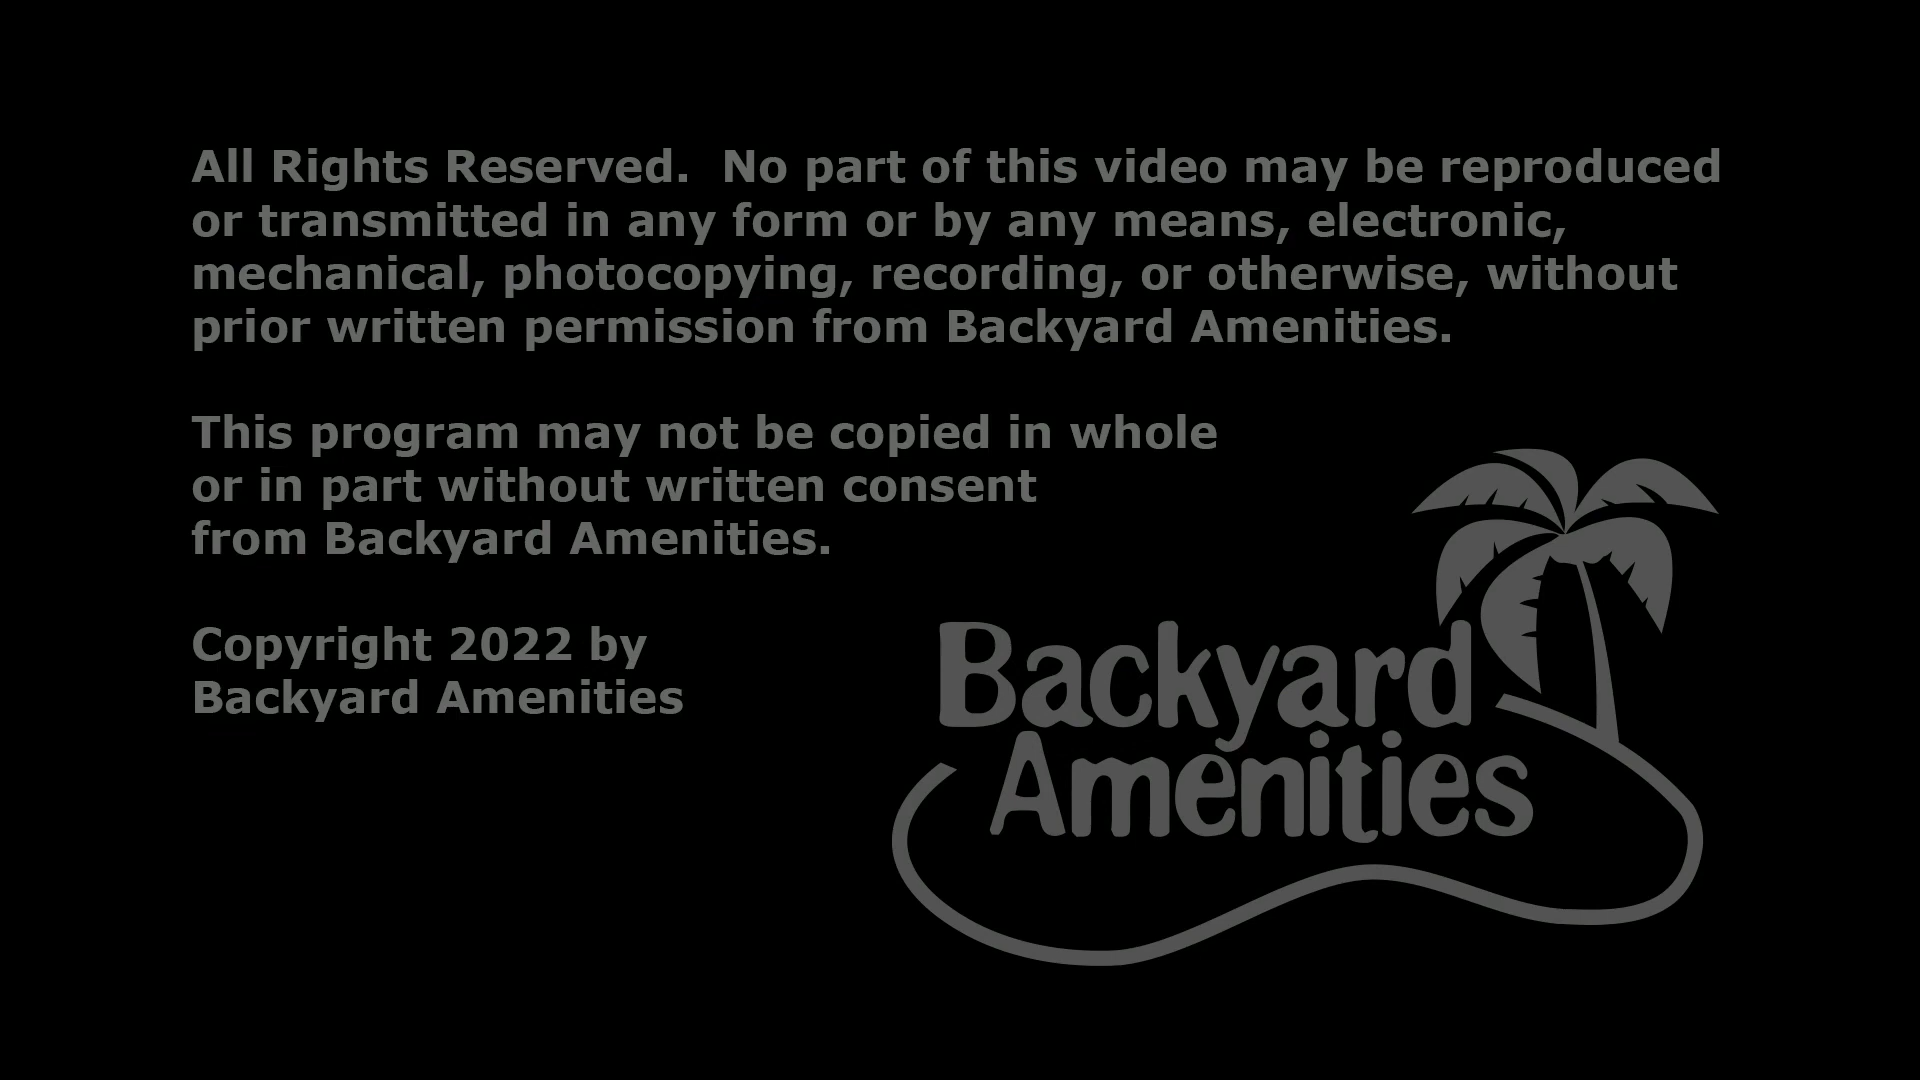 All Rights Reserved.  No part of this video may be reproduced
or transmitted in any form or by any means, electronic,
mechanical, photocopying, recording, or otherwise, without
prior written permission from Backyard Amenities.
This program may not be copied in whole
or in part without written consent
from Backyard Amenities.
Copyright 2022 by
Backyard Amenities
Backyard
Amenities